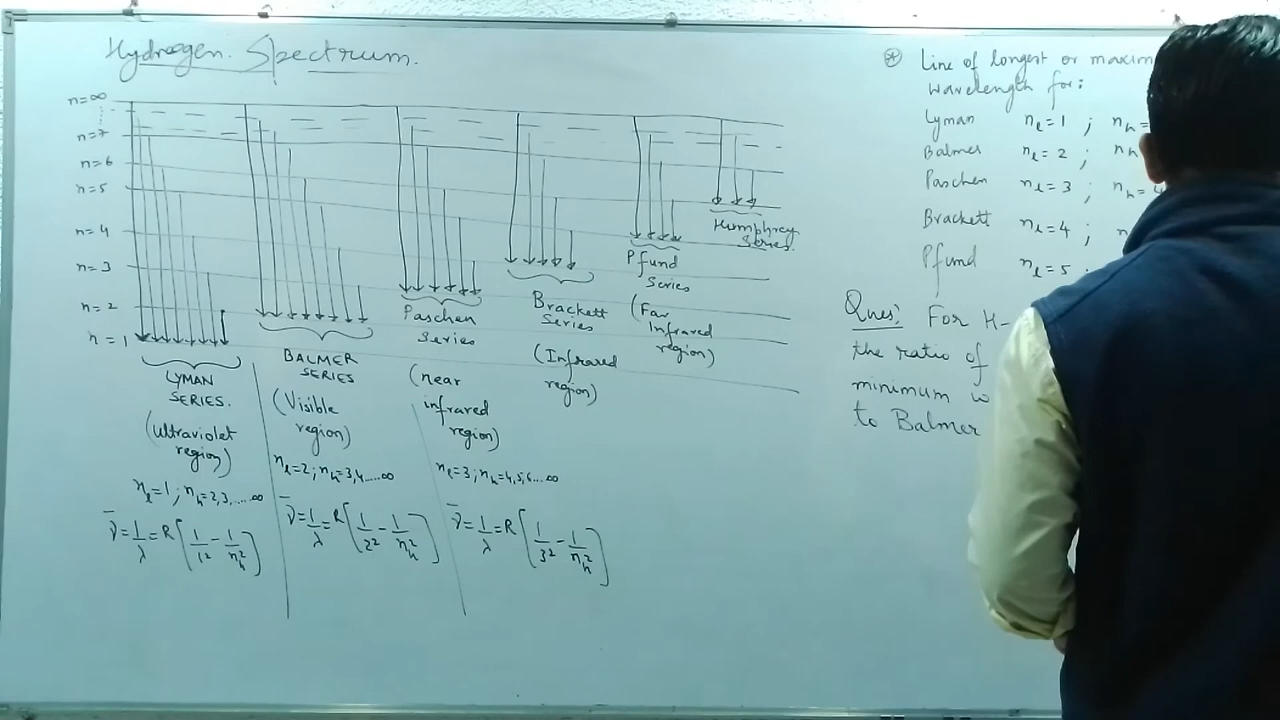 Hydrogen Spectrum.
n=∞
n=7
n=6
n=5
n=4
n=3
n=2
n=1
LYMAN
SERIES.
(Ultraviolet
region)
n_l=1; n_h=2,3,.....∞
ν̄=1/λ=R[1/1²-1/n_h²]
BALMER
SERIES
(Visible
region)
n_l=2; n_h=3,4.....∞
ν̄=1/λ=R[1/2²-1/n_h²]
Paschen
Series
(near
infrared
region)
n_l=3; n_h=4,5,6....∞
ν̄=1/λ=R[1/3²-1/n_h²]
Brackett
Series
(Infrared
region)
Pfund
Series
(Far
Infrared
region)
Humphrey
Series
⊛ Line of longest or maxim
wavelength for:
Lyman n_l=1 ; n_h=
Balmer n_l=2 ; n_h
Paschen n_l=3 ; n_h=4
Brackett n_l=4 ; n
Pfund n_l=5
Ques: For H-
the ratio of
minimum w
to Balmer